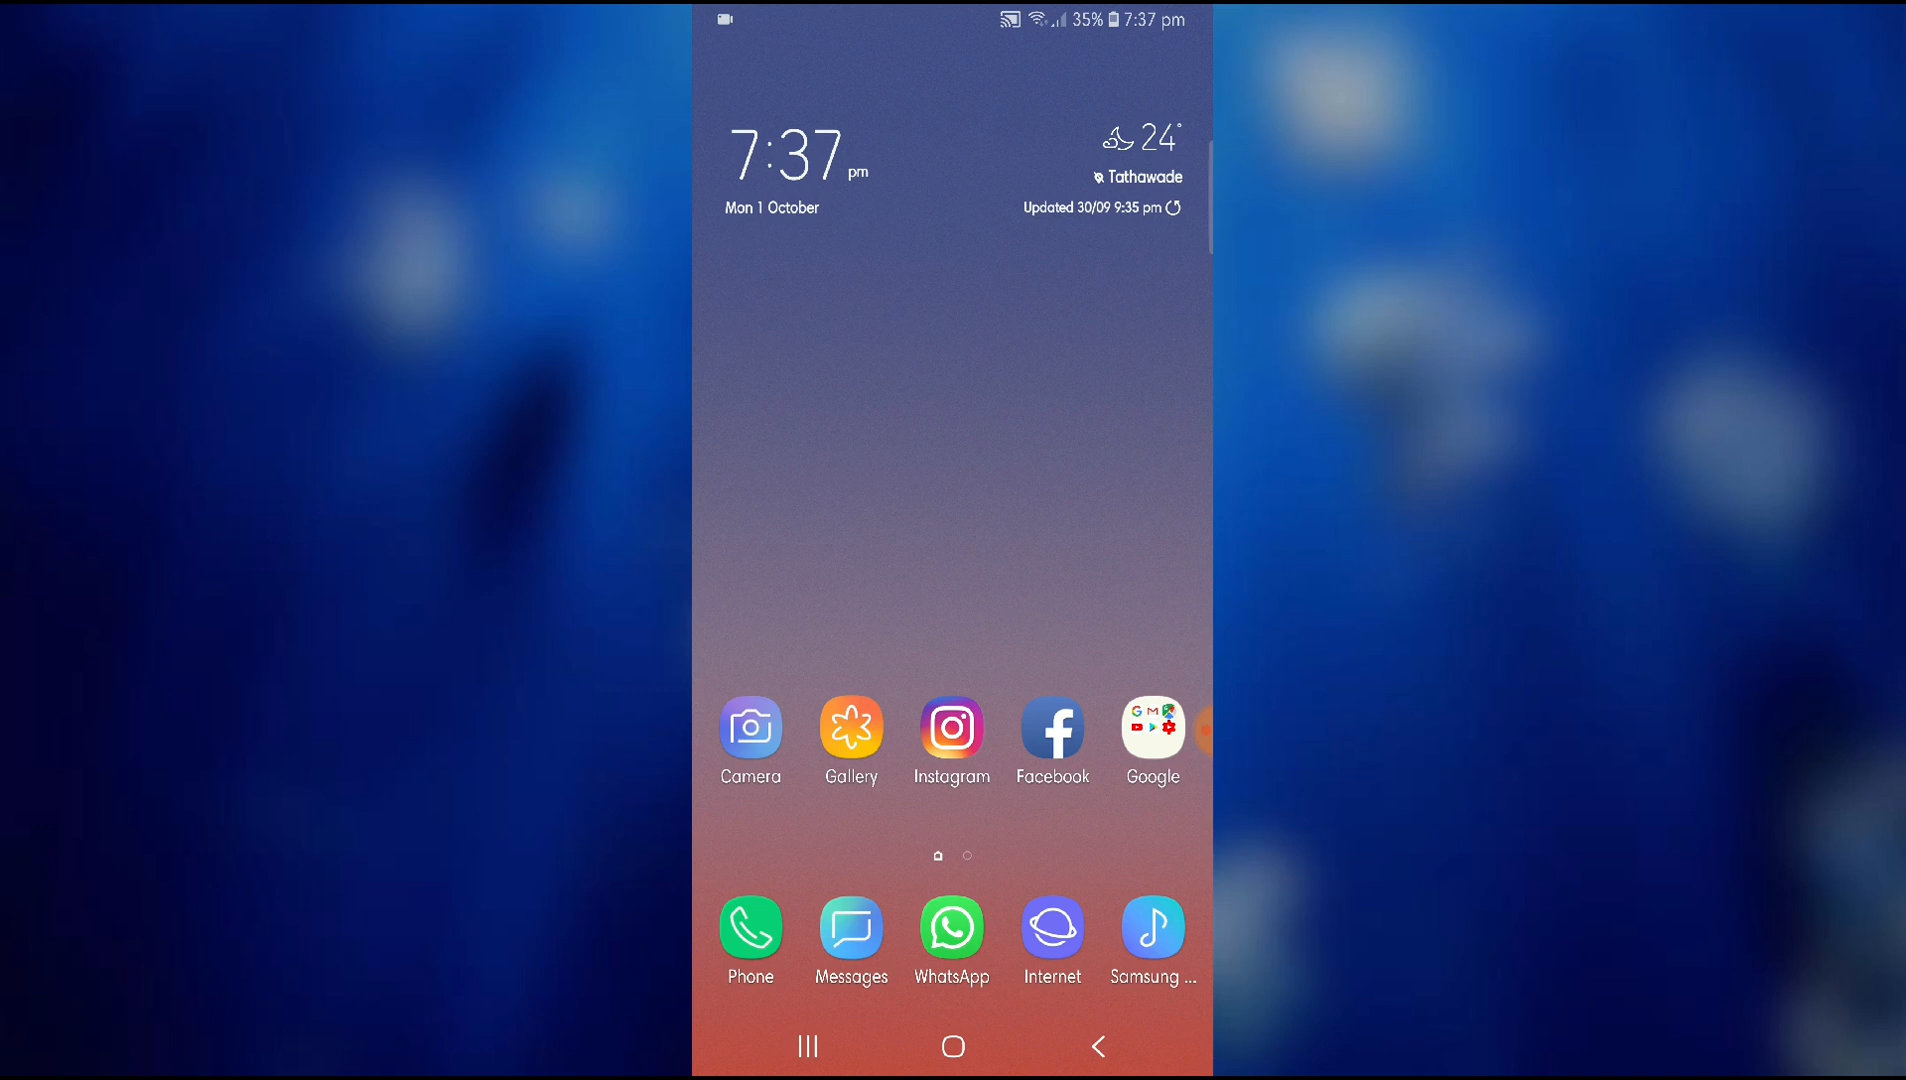 35% 7:37 pm
7:37 pm
24°
Tathawade
Mon 1 October
Updated 30/09 9:35 pm
Camera
Gallery
Instagram
Facebook
Google
Phone
Messages
WhatsApp
Internet
Samsung ...